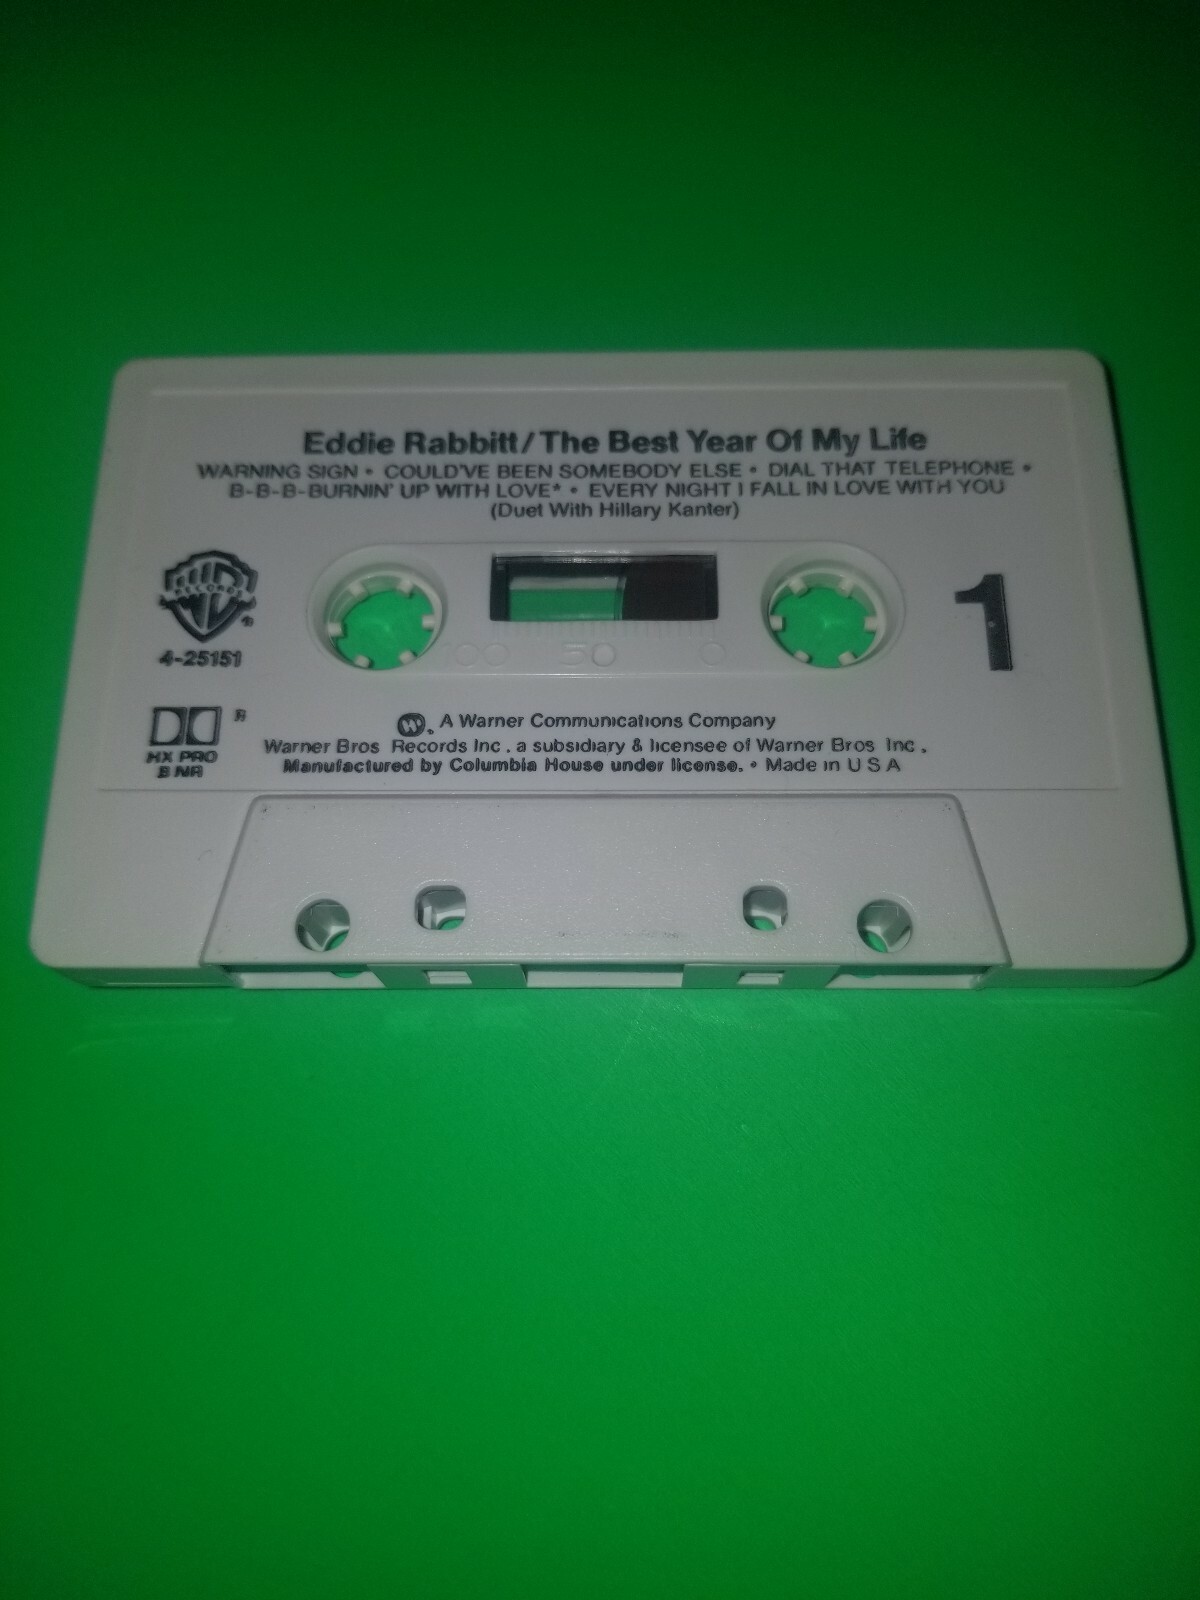 Eddie Rabbitt/The Best Year Of My Life
WARNING SIGN • COULD'VE BEEN SOMEBODY ELSE • DIAL THAT TELEPHONE •
B-B-B-BURNIN' UP WITH LOVE* • EVERY NIGHT I FALL IN LOVE WITH YOU
(Duet With Hillary Kanter)
WB
RECORDS
®
4-25151
1
100 50 0
HX PRO
B NR
A Warner Communications Company
Warner Bros. Records Inc., a subsidiary & licensee of Warner Bros. Inc.,
Manufactured by Columbia House under license. • Made in U S A